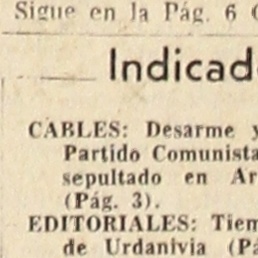 Sigue en la Pág. 6
Indicad
CABLES: Desarme y
Partido Comunista
sepultado en Ar
(Pág. 3).
EDITORIALES: Tiem
de Urdanivia (Pá